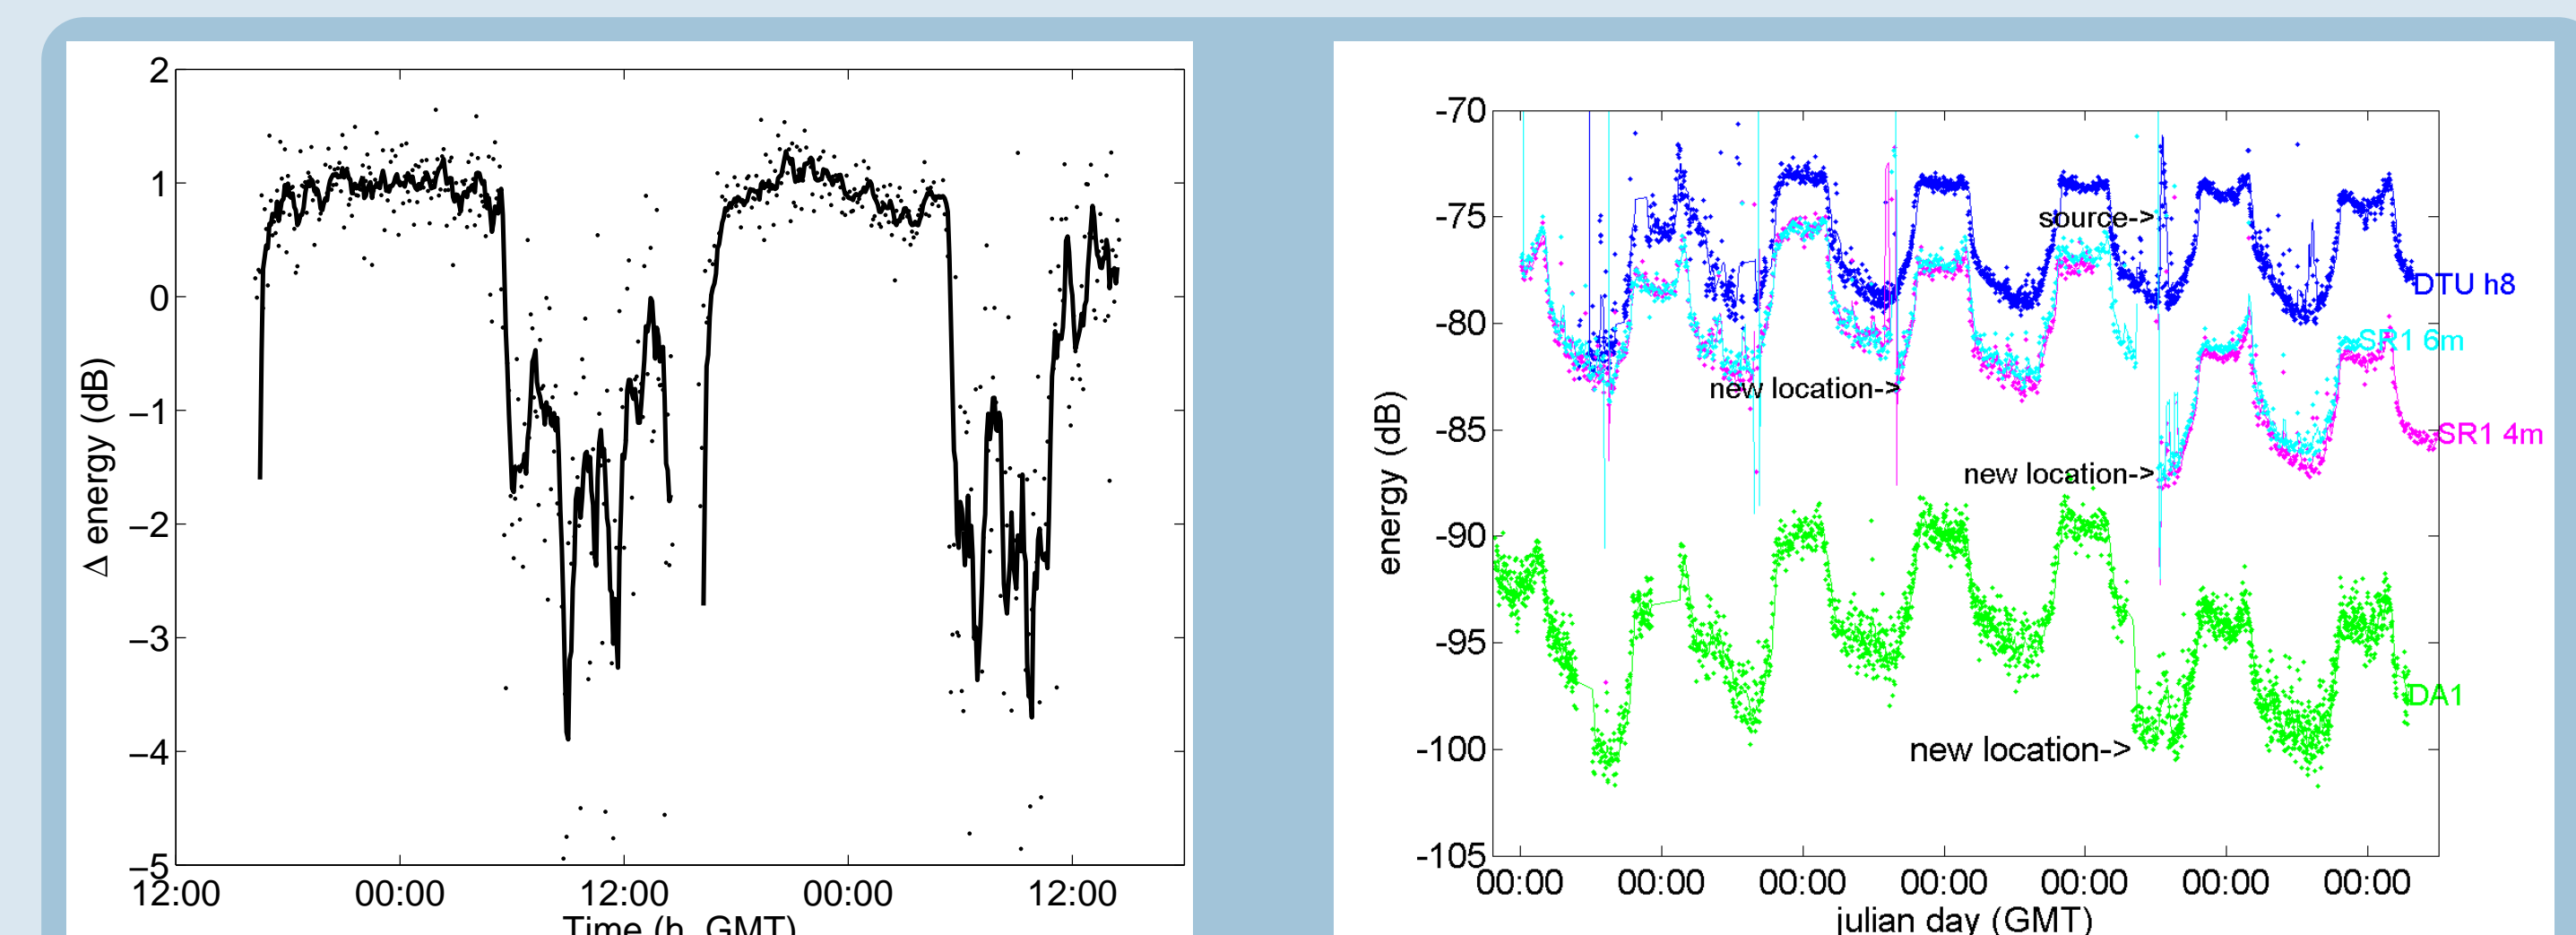 2
1
0
−1
−2
−3
−4
−5
Δ energy (dB)
12:00
00:00
12:00
00:00
12:00
Time (h, GMT)
-70
-75
-80
-85
-90
-95
-100
-105
energy (dB)
source->
DTU h8
SR1 6m
new location->
SR1 4m
new location->
DA1
new location->
00:00
00:00
00:00
00:00
00:00
00:00
00:00
julian day (GMT)